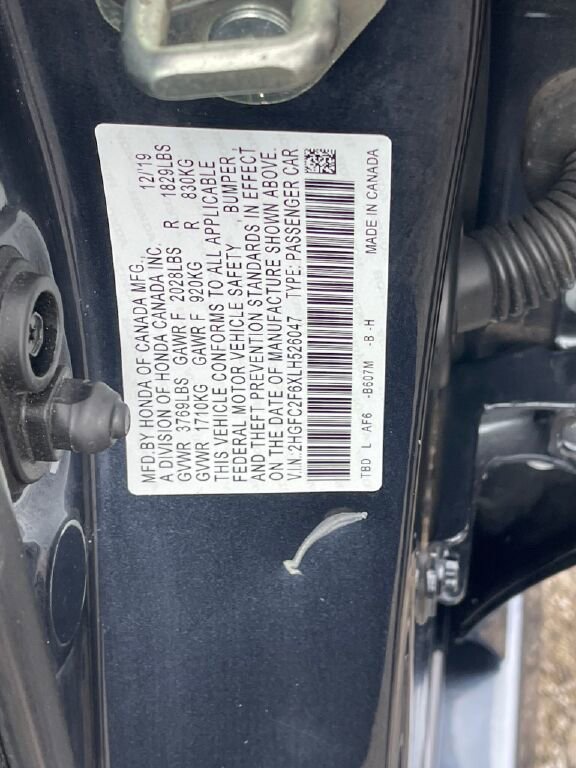 MFD.BY HONDA OF CANADA MFG., 12/19
A DIVISION OF HONDA CANADA INC.
GVWR 3769LBS GAWR F 2028LBS R 1829LBS
GVWR 1710KG GAWR F 920KG R 830KG
THIS VEHICLE CONFORMS TO ALL APPLICABLE
FEDERAL MOTOR VEHICLE SAFETY , BUMPER ,
AND THEFT PREVENTION STANDARDS IN EFFECT
ON THE DATE OF MANUFACTURE SHOWN ABOVE.
V.I.N.:2HGFC2F6XLH526047 TYPE: PASSENGER CAR
TBD L AF6 -B607M -B -H MADE IN CANADA